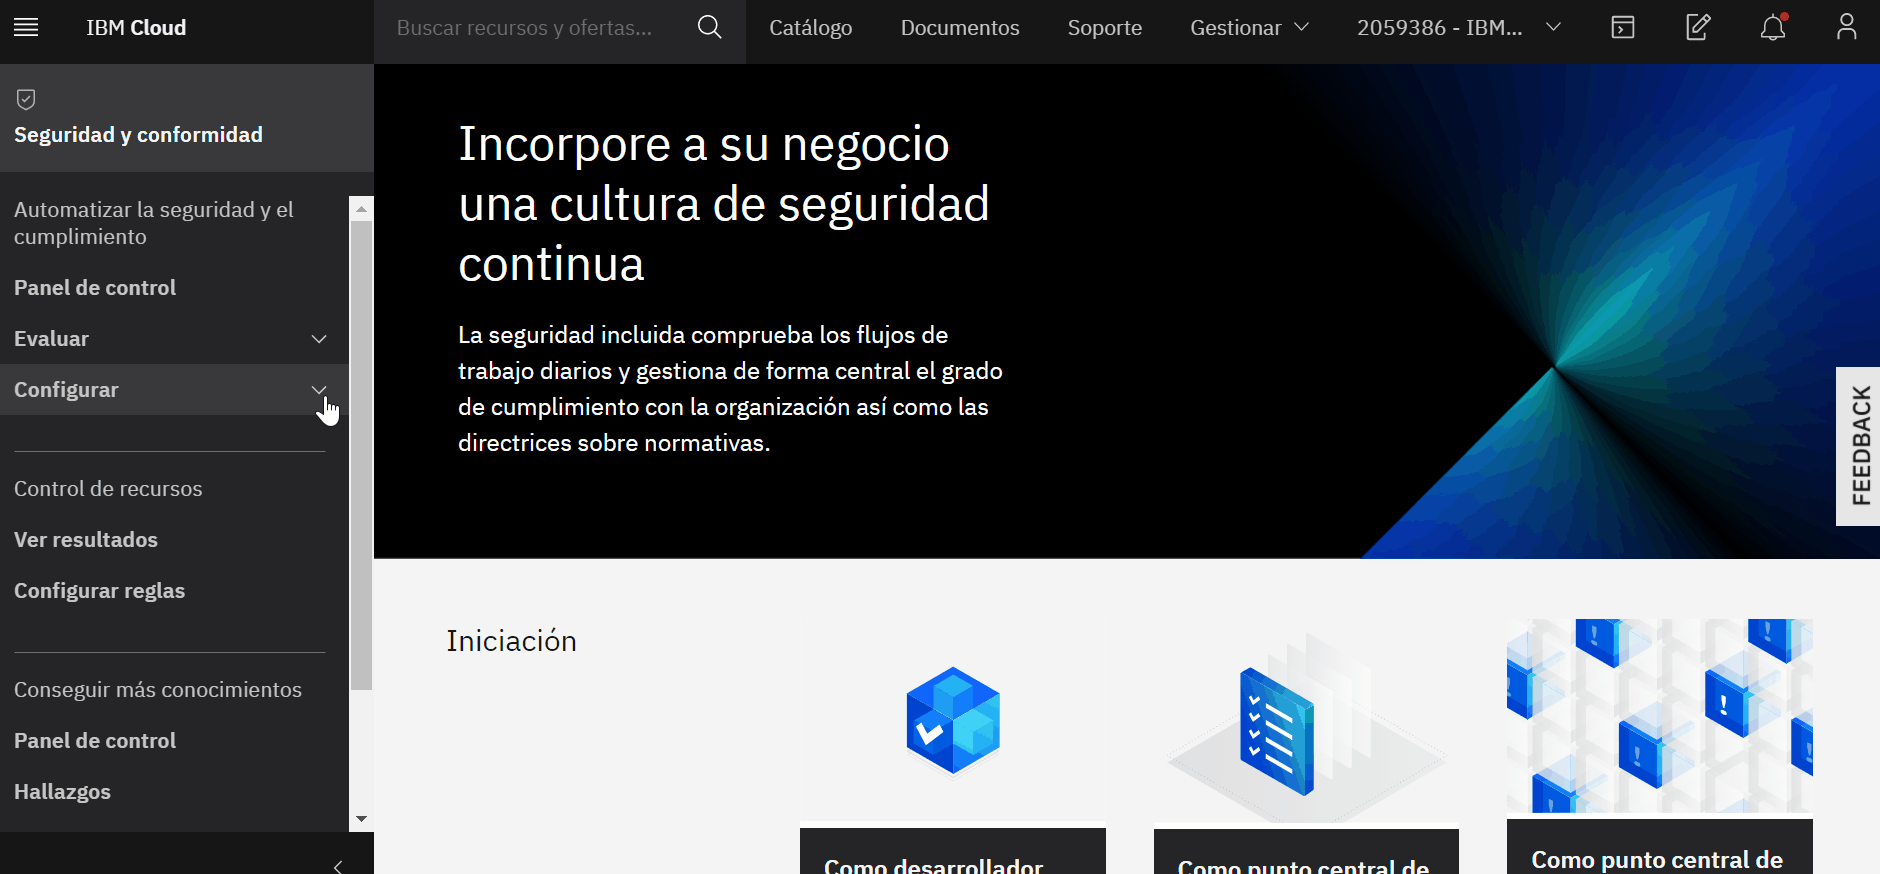 IBM Cloud
Buscar recursos y ofertas...
Catálogo
Documentos
Soporte
Gestionar
2059386 - IBM...
Seguridad y conformidad
Automatizar la seguridad y el
cumplimiento
Panel de control
Evaluar
Configurar
Control de recursos
Ver resultados
Configurar reglas
Conseguir más conocimientos
Panel de control
Hallazgos
Incorpore a su negocio
una cultura de seguridad
continua
La seguridad incluida comprueba los flujos de
trabajo diarios y gestiona de forma central el grado
de cumplimiento con la organización así como las
directrices sobre normativas.
FEEDBACK
Iniciación
Como desarrollador
Como punto central de
Como punto central de